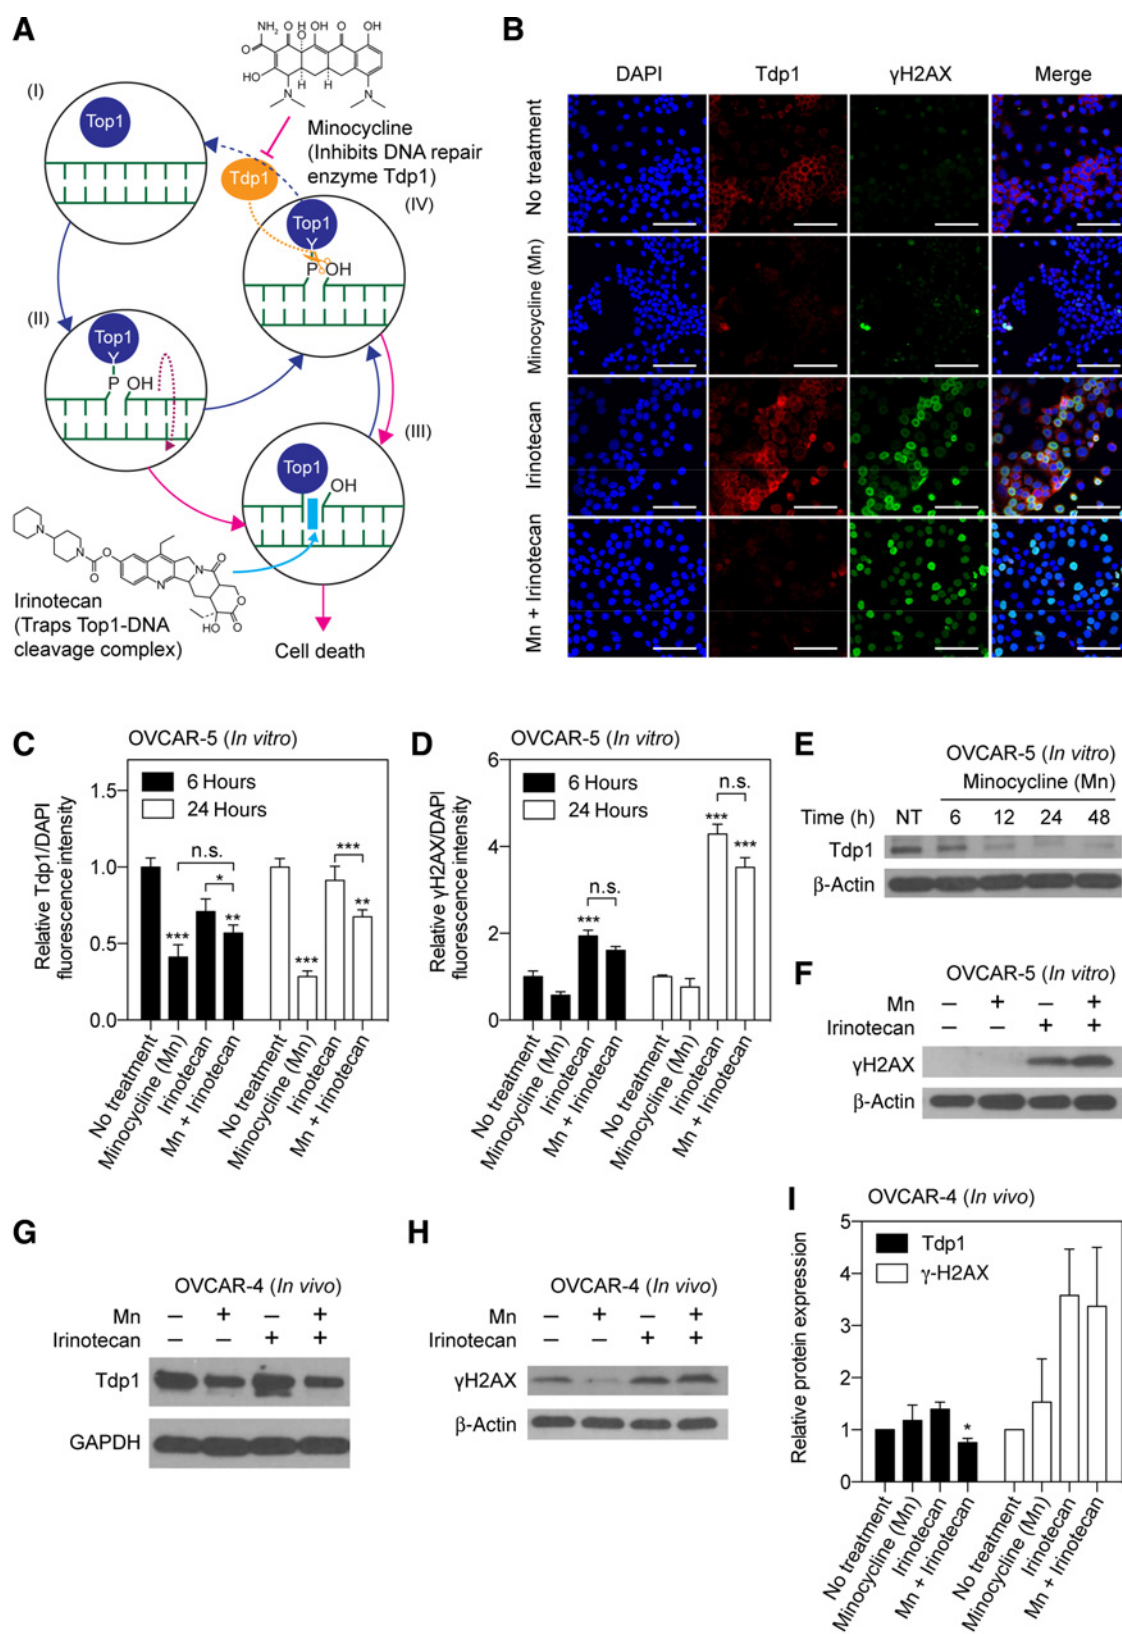 A
NH₂ O OH O OH
O OH
HO
H H
N N
(I)
Top1
Minocycline
(Inhibits DNA repair
enzyme Tdp1)
Tdp1
(IV)
Top1
Y
P OH
(II)
Top1
Y
P OH
(III)
Top1
OH
N
N O
O
N O
N
O
HO O
Irinotecan
(Traps Top1-DNA
cleavage complex)
Cell death
B
DAPI Tdp1 γH2AX Merge
No treatment
Minocycline (Mn)
Irinotecan
Mn + Irinotecan
C
OVCAR-5 (In vitro)
6 Hours
24 Hours
Relative Tdp1/DAPI
fluorescence intensity
1.5
1.0
0.5
0.0
n.s.
*
***
**
***
***
**
No treatment
Minocycline (Mn)
Irinotecan
Mn + Irinotecan
No treatment
Minocycline (Mn)
Irinotecan
Mn + Irinotecan
D
OVCAR-5 (In vitro)
6 Hours
24 Hours
Relative γH2AX/DAPI
fluorescence intensity
6
4
2
0
n.s.
***
n.s.
***
***
No treatment
Minocycline (Mn)
Irinotecan
Mn + Irinotecan
No treatment
Minocycline (Mn)
Irinotecan
Mn + Irinotecan
E
OVCAR-5 (In vitro)
Minocycline (Mn)
Time (h) NT 6 12 24 48
Tdp1
β-Actin
F
OVCAR-5 (In vitro)
Mn – + – +
Irinotecan – – + +
γH2AX
β-Actin
G
OVCAR-4 (In vivo)
Mn – + – +
Irinotecan – – + +
Tdp1
GAPDH
H
OVCAR-4 (In vivo)
Mn – + – +
Irinotecan – – + +
γH2AX
β-Actin
I
OVCAR-4 (In vivo)
Tdp1
γ-H2AX
Relative protein expression
5
4
3
2
1
0
*
No treatment
Minocycline (Mn)
Irinotecan
Mn + Irinotecan
No treatment
Minocycline (Mn)
Irinotecan
Mn + Irinotecan